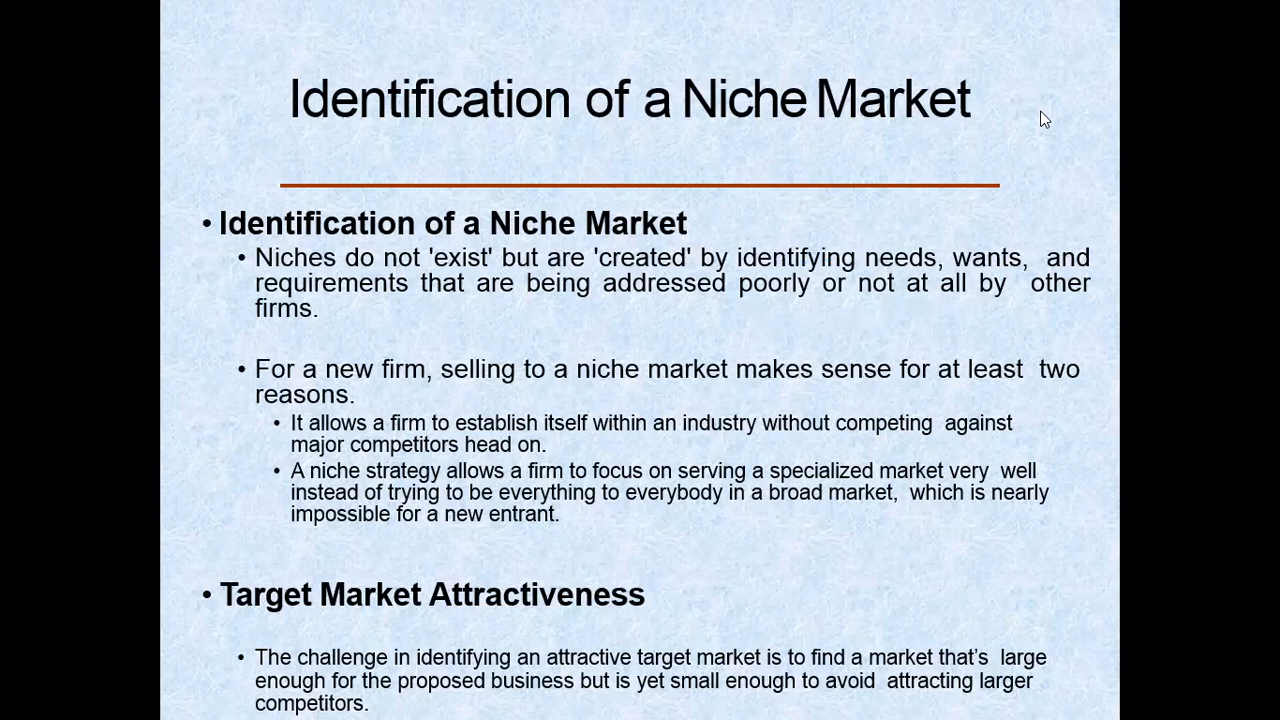 Identification of a Niche Market
• Identification of a Niche Market
• Niches do not 'exist' but are 'created' by identifying needs, wants, and
requirements that are being addressed poorly or not at all by other
firms.
• For a new firm, selling to a niche market makes sense for at least two
reasons.
• It allows a firm to establish itself within an industry without competing against
major competitors head on.
• A niche strategy allows a firm to focus on serving a specialized market very well
instead of trying to be everything to everybody in a broad market, which is nearly
impossible for a new entrant.
• Target Market Attractiveness
• The challenge in identifying an attractive target market is to find a market that’s large
enough for the proposed business but is yet small enough to avoid attracting larger
competitors.